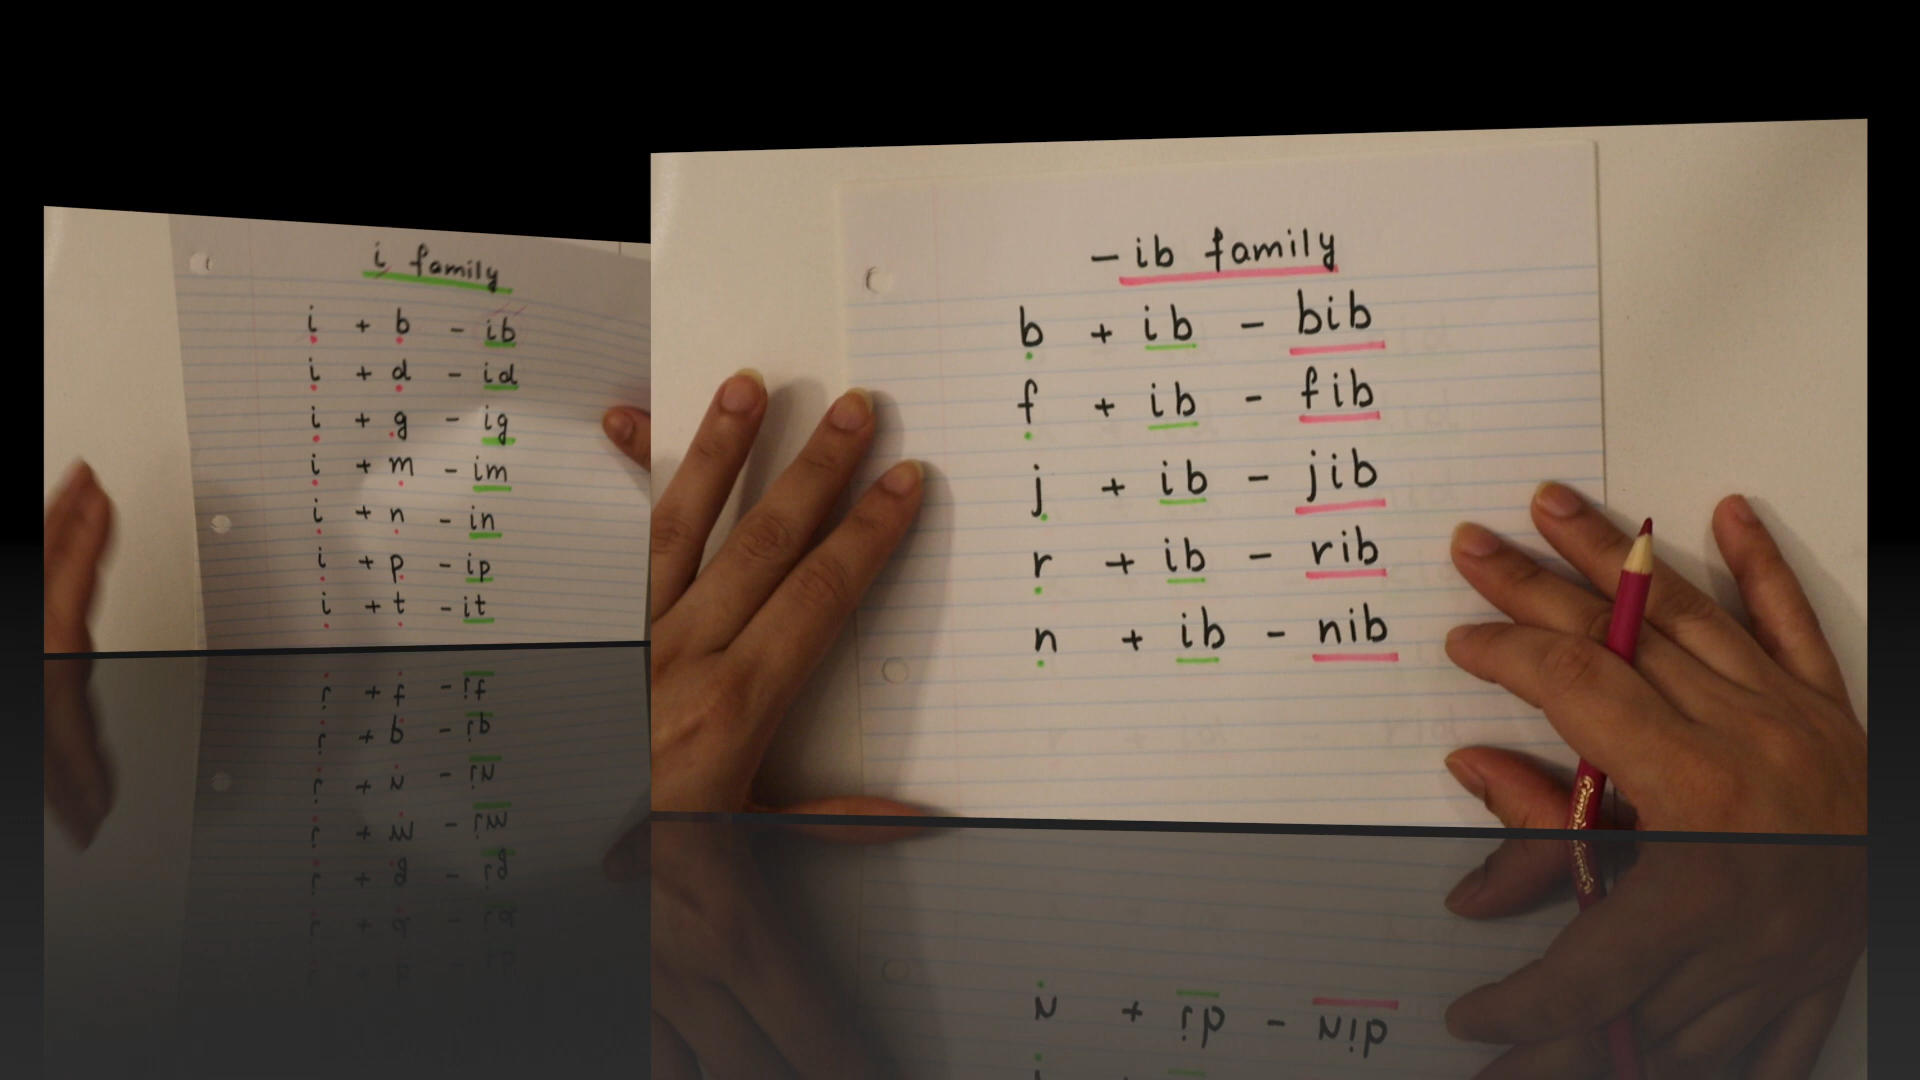 i family
i + b - ib
i + d - id
i + g - ig
i + m - im
i + n - in
i + p - ip
i + t - it
- ib family
b + ib - bib
f + ib - fib
j + ib - jib
r + ib - rib
n + ib - nib